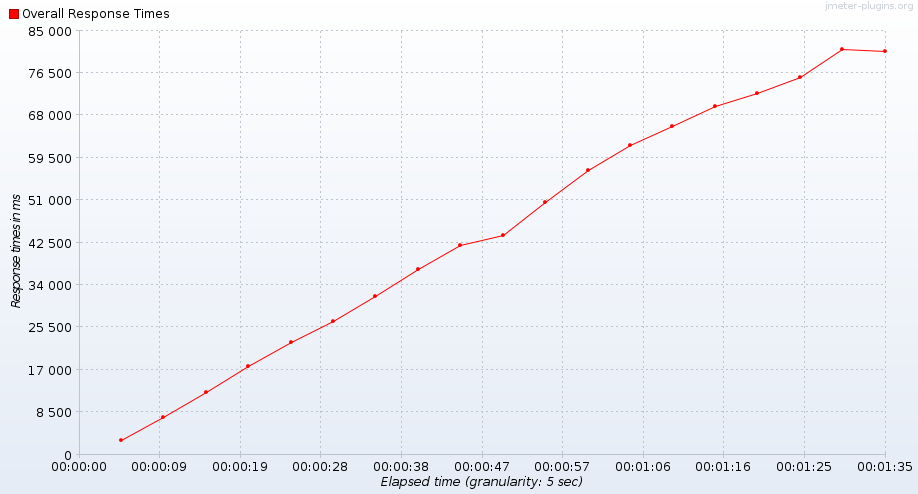 Overall Response Times
jmeter-plugins.org
85 000
76 500
68 000
59 500
51 000
42 500
34 000
25 500
17 000
8 500
0
Response times in ms
00:00:00 00:00:09 00:00:19 00:00:28 00:00:38 00:00:47 00:00:57 00:01:06 00:01:16 00:01:25 00:01:35
Elapsed time (granularity: 5 sec)